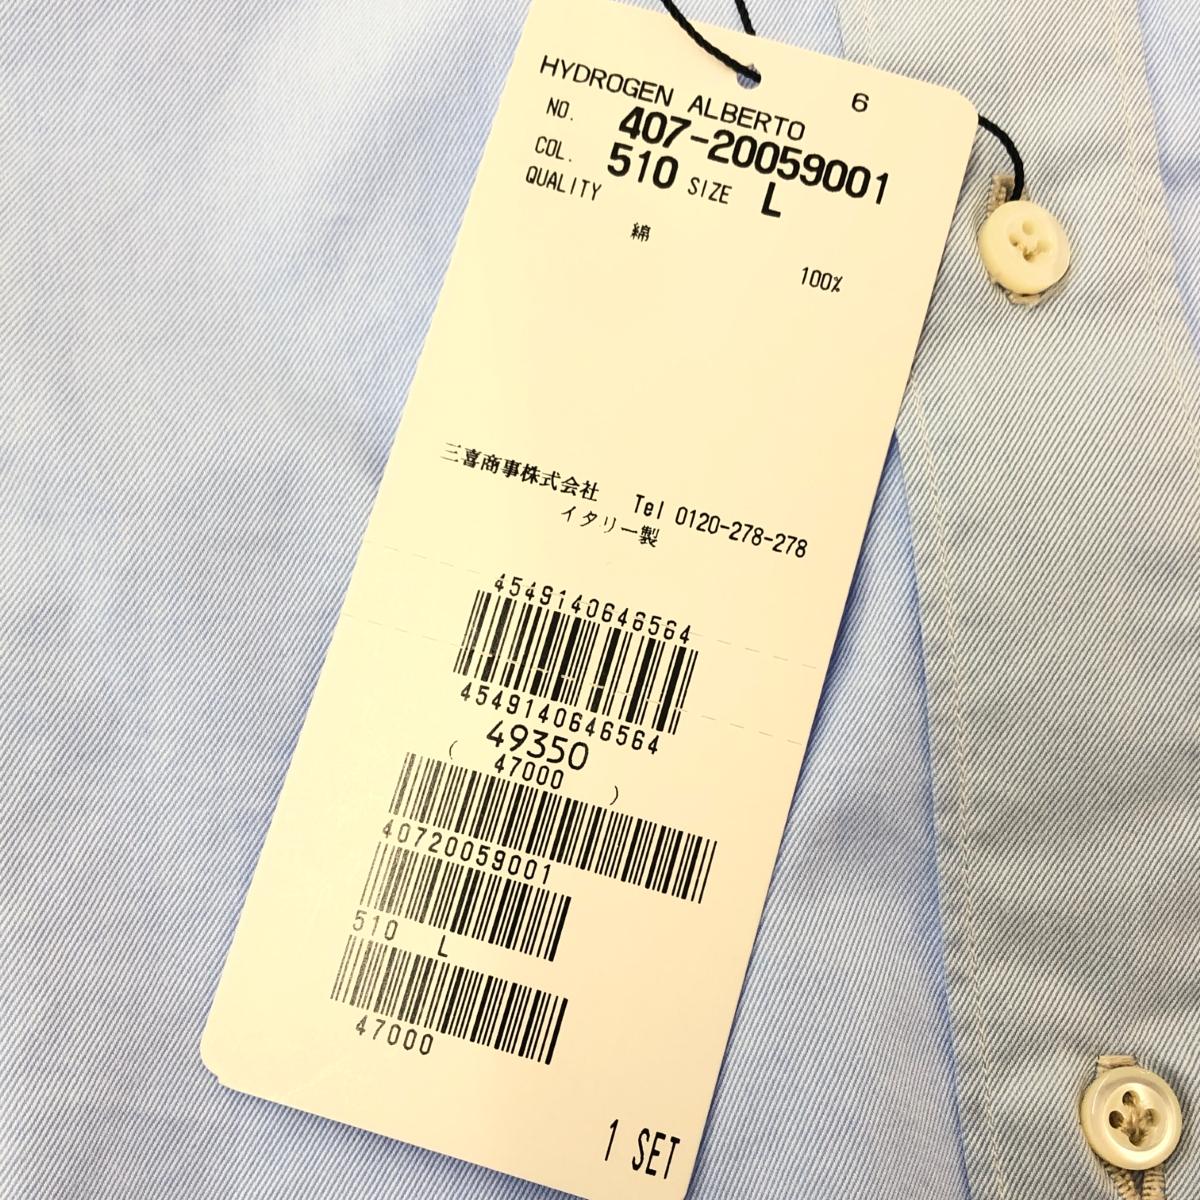 HYDROGEN ALBERTO 6
NO. 407-20059001
COL. 510 SIZE L
QUALITY
綿
100%
三喜商事株式会社 Tel 0120-278-278
イタリー製
4549140646564
4549140646564
49350
( 47000 )
40720059001
510 L
47000
1 SET